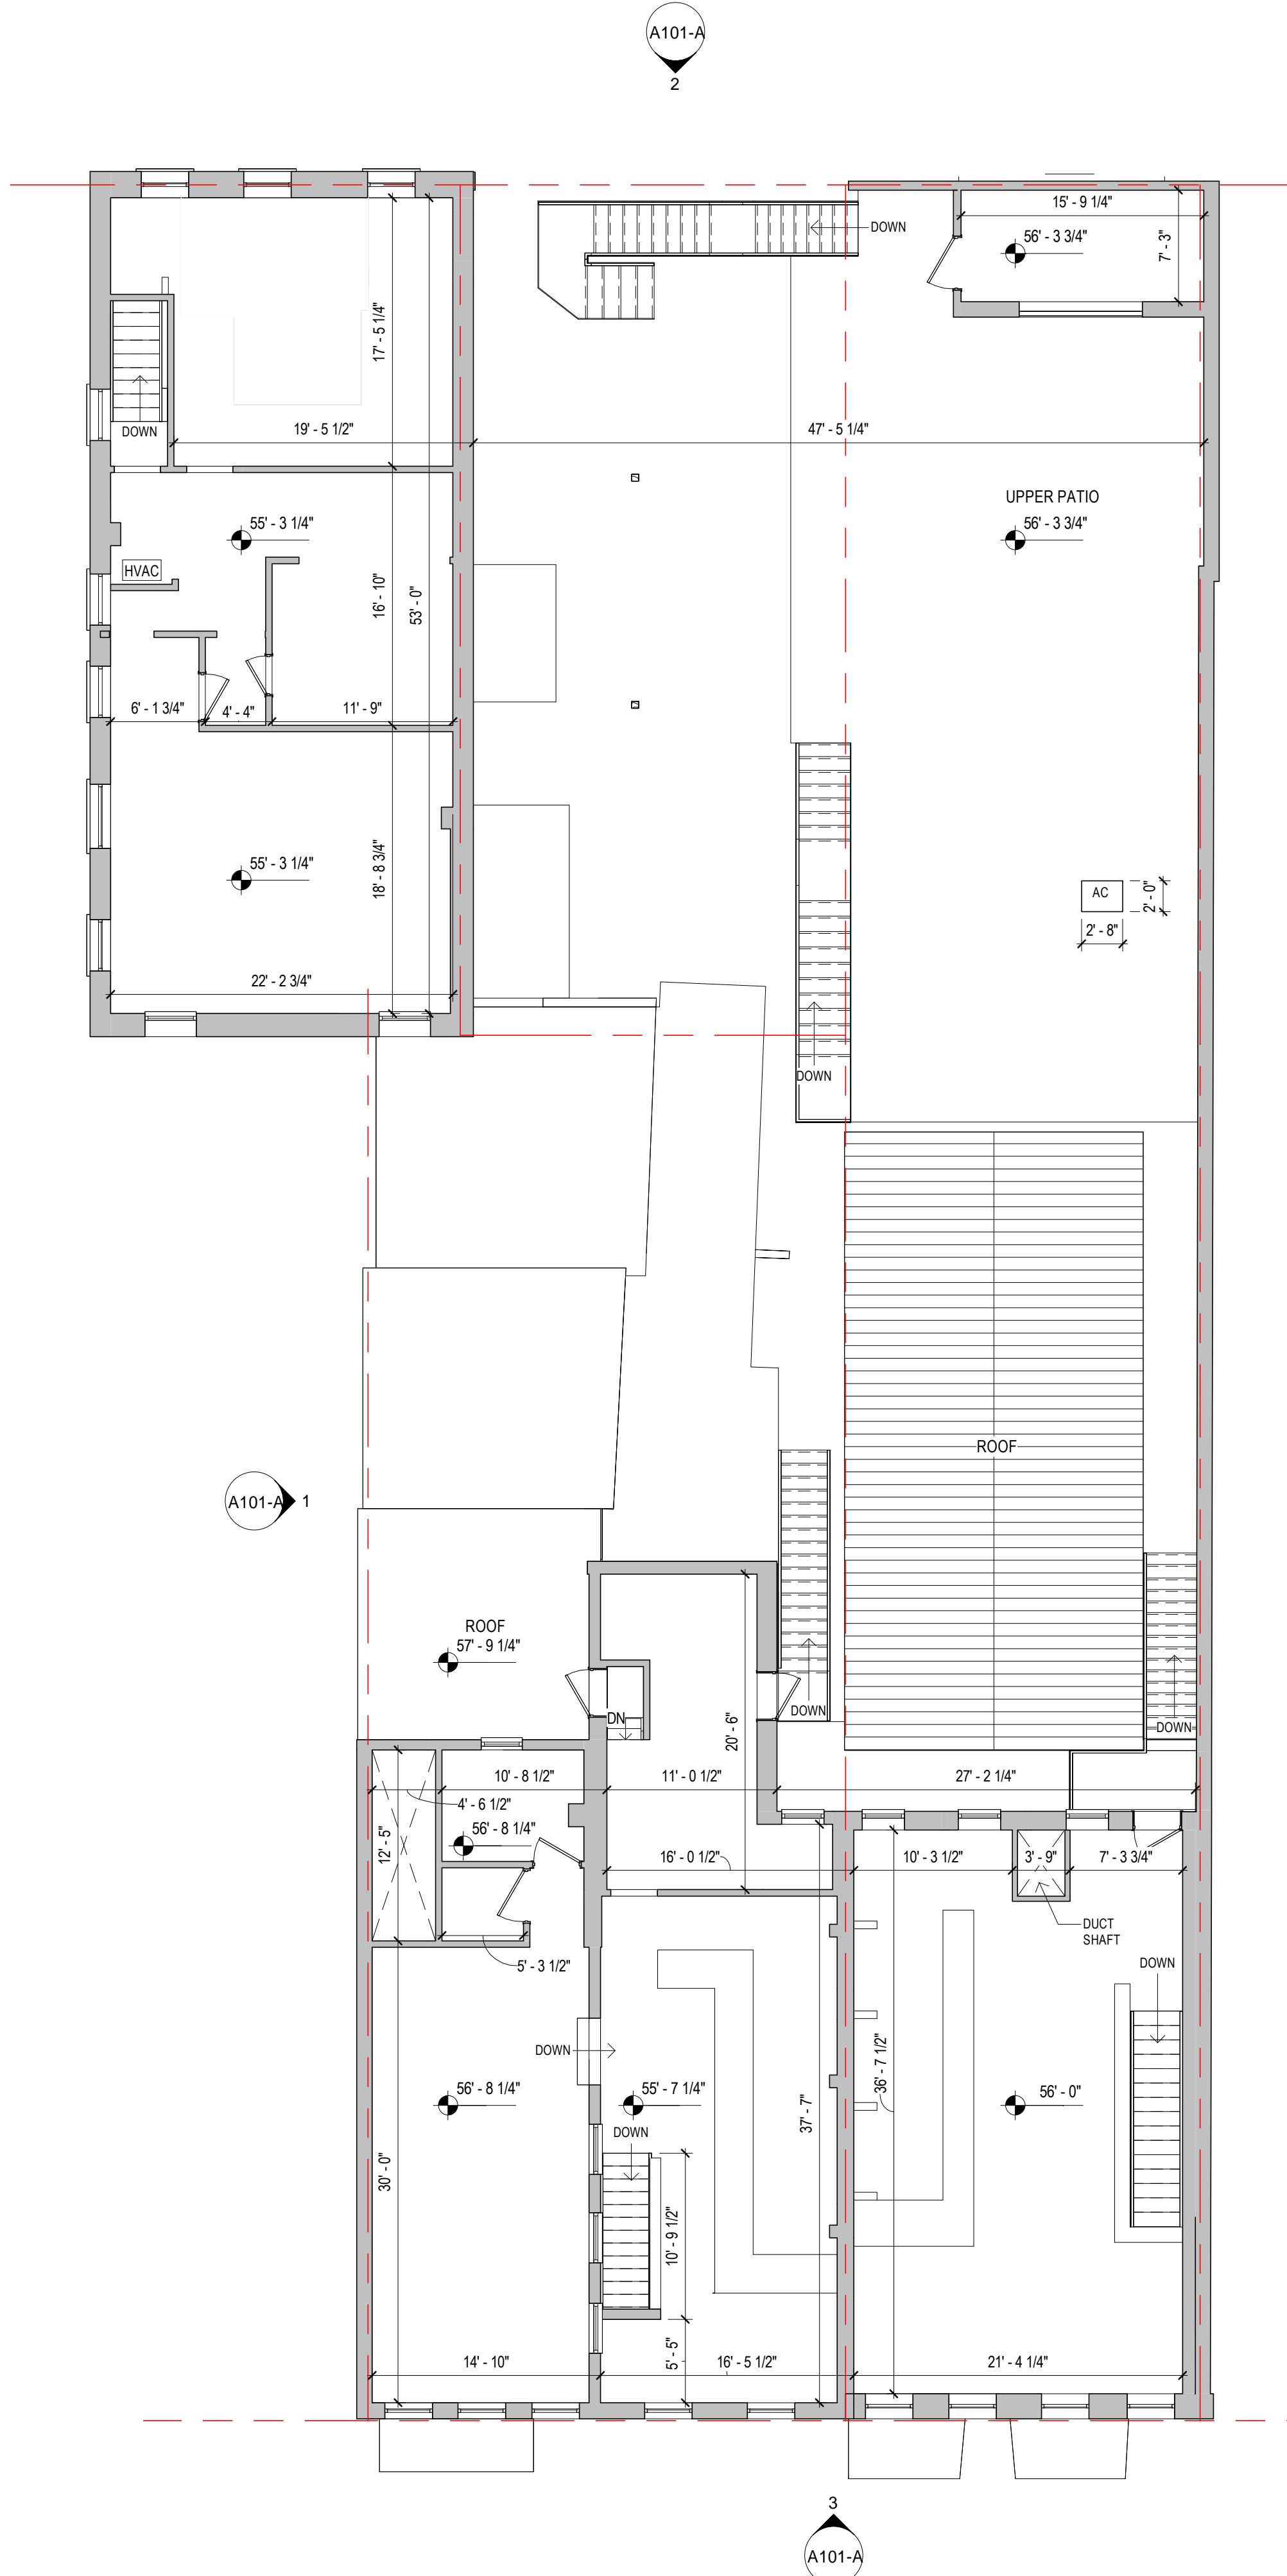 A101-A
2
DOWN
15' - 9 1/4"
56' - 3 3/4"
7' - 3"
17' - 5 1/4"
DOWN
19' - 5 1/2"
47' - 5 1/4"
UPPER PATIO
56' - 3 3/4"
55' - 3 1/4"
HVAC
16' - 10"
53' - 0"
6' - 1 3/4"
4' - 4"
11' - 9"
55' - 3 1/4"
18' - 8 3/4"
AC
2' - 0"
2' - 8"
22' - 2 3/4"
DOWN
ROOF
A101-A
1
ROOF
57' - 9 1/4"
DN
DOWN
DOWN
20' - 6"
10' - 8 1/2"
11' - 0 1/2"
27' - 2 1/4"
4' - 6 1/2"
12' - 5"
56' - 8 1/4"
16' - 0 1/2"
10' - 3 1/2"
3' - 9"
7' - 3 3/4"
DUCT
SHAFT
5' - 3 1/2"
DOWN
DOWN
36' - 7 1/2"
56' - 8 1/4"
55' - 7 1/4"
56' - 0"
37' - 7"
DOWN
30' - 0"
10' - 9 1/2"
5' - 5"
14' - 10"
16' - 5 1/2"
21' - 4 1/4"
3
A101-A